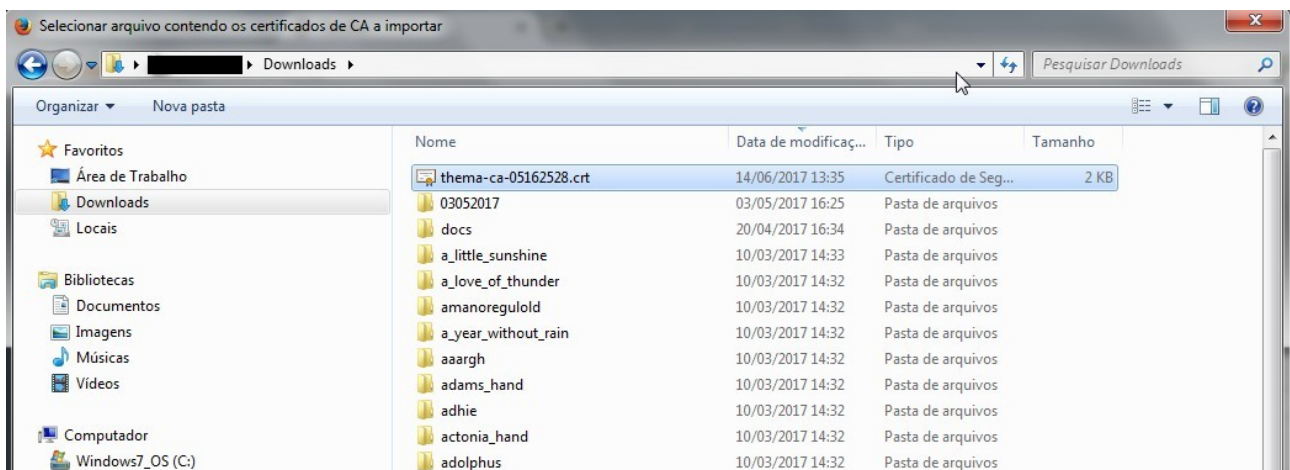 Selecionar arquivo contendo os certificados de CA a importar
Downloads
Pesquisar Downloads
Organizar Nova pasta
Favoritos
Área de Trabalho
Downloads
Locais
Bibliotecas
Documentos
Imagens
Músicas
Vídeos
Computador
Windows7_OS (C:)
Nome Data de modificaç... Tipo Tamanho
thema-ca-05162528.crt 14/06/2017 13:35 Certificado de Seg... 2 KB
03052017 03/05/2017 16:25 Pasta de arquivos
docs 20/04/2017 16:34 Pasta de arquivos
a_little_sunshine 10/03/2017 14:33 Pasta de arquivos
a_love_of_thunder 10/03/2017 14:32 Pasta de arquivos
amanoregulold 10/03/2017 14:32 Pasta de arquivos
a_year_without_rain 10/03/2017 14:32 Pasta de arquivos
aaargh 10/03/2017 14:32 Pasta de arquivos
adams_hand 10/03/2017 14:32 Pasta de arquivos
adhie 10/03/2017 14:32 Pasta de arquivos
actonia_hand 10/03/2017 14:32 Pasta de arquivos
adolphus 10/03/2017 14:32 Pasta de arquivos